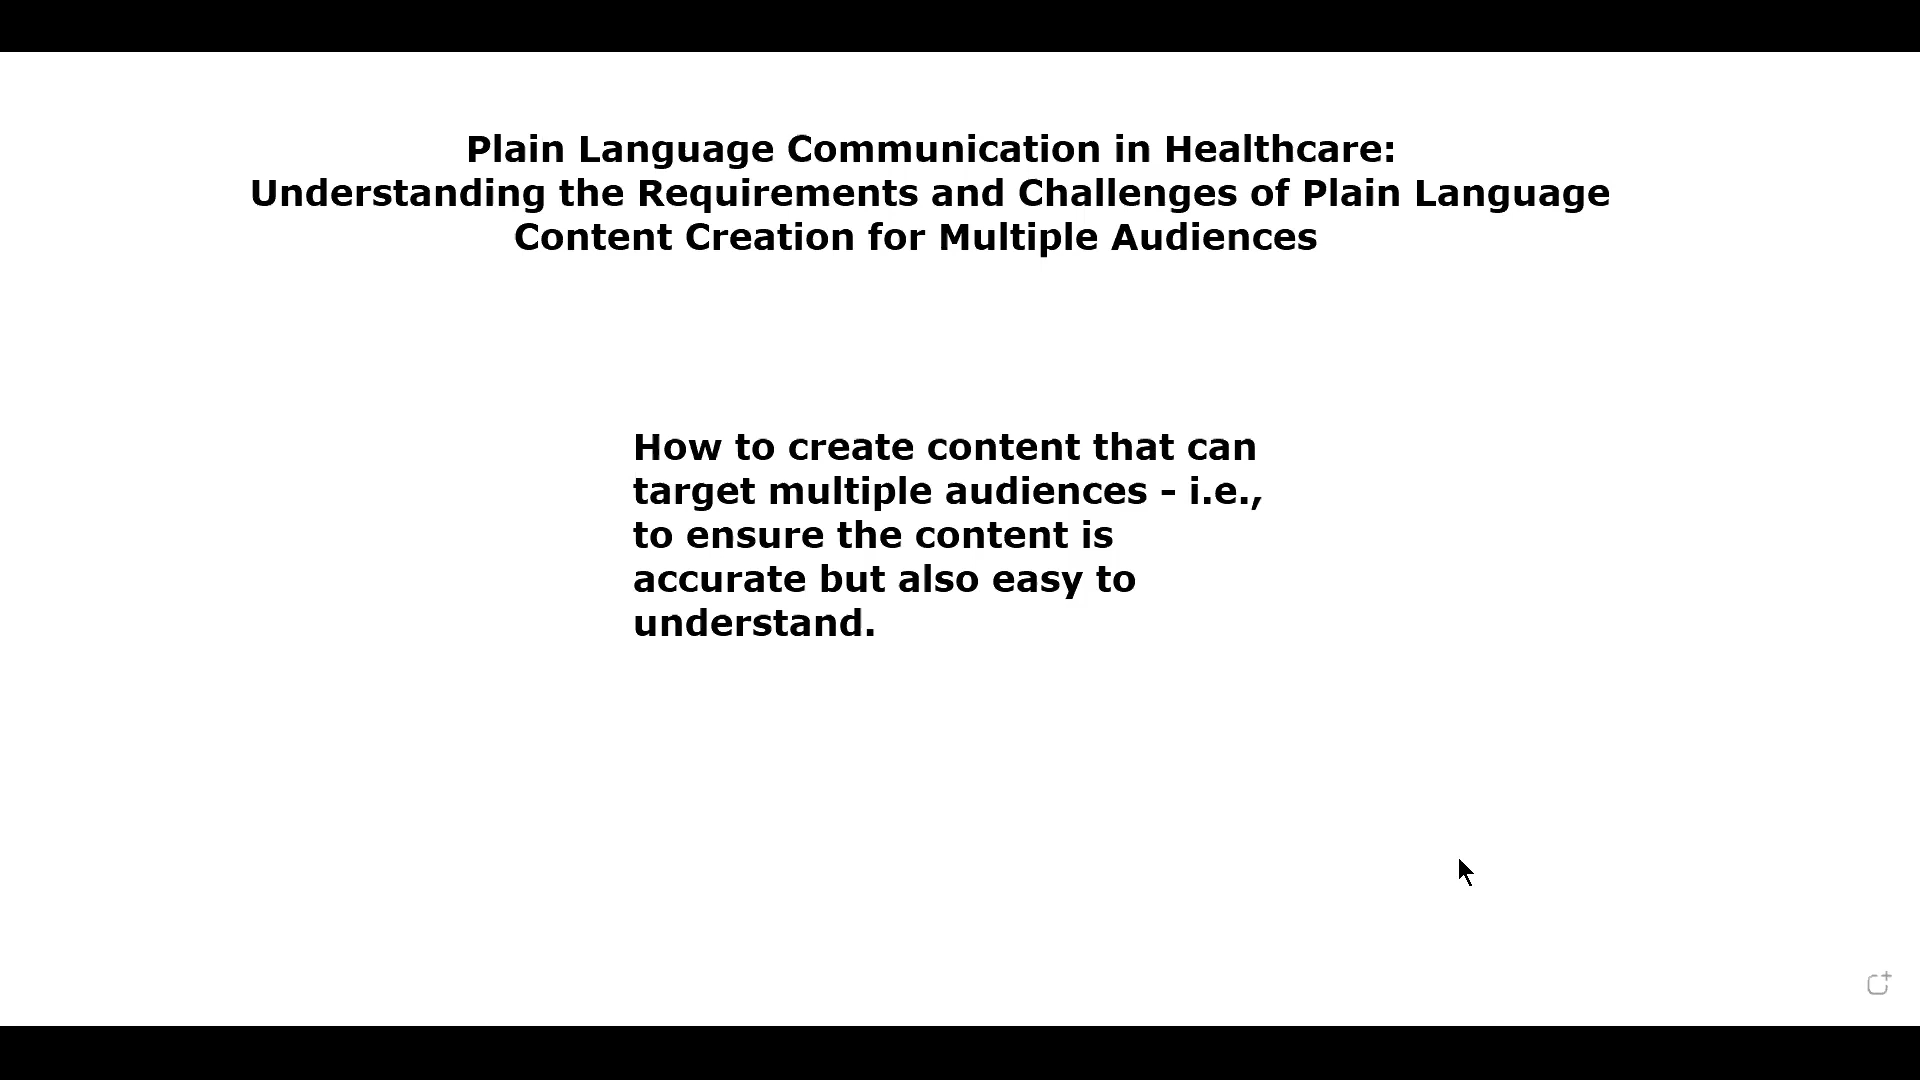 Plain Language Communication in Healthcare:
Understanding the Requirements and Challenges of Plain Language
Content Creation for Multiple Audiences
How to create content that can
target multiple audiences - i.e.,
to ensure the content is
accurate but also easy to
understand.